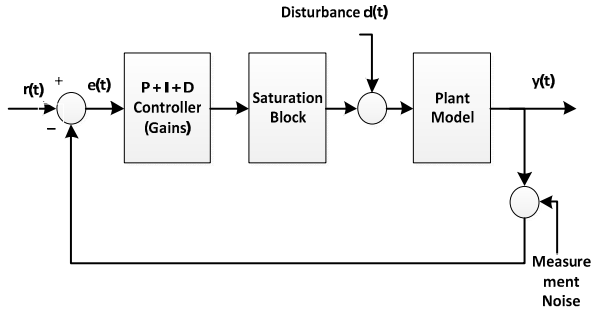 Disturbance d(t)
r(t)
+
e(t)
−
P + I + D
Controller
(Gains)
Saturation
Block
Plant
Model
y(t)
Measure
ment
Noise